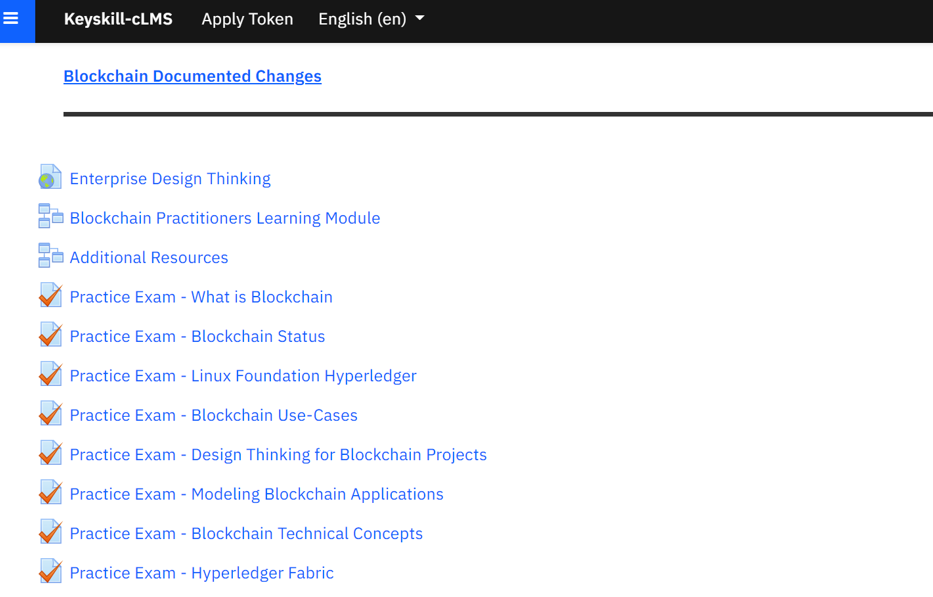 Keyskill-cLMS Apply Token English (en)
Blockchain Documented Changes
Enterprise Design Thinking
Blockchain Practitioners Learning Module
Additional Resources
Practice Exam - What is Blockchain
Practice Exam - Blockchain Status
Practice Exam - Linux Foundation Hyperledger
Practice Exam - Blockchain Use-Cases
Practice Exam - Design Thinking for Blockchain Projects
Practice Exam - Modeling Blockchain Applications
Practice Exam - Blockchain Technical Concepts
Practice Exam - Hyperledger Fabric